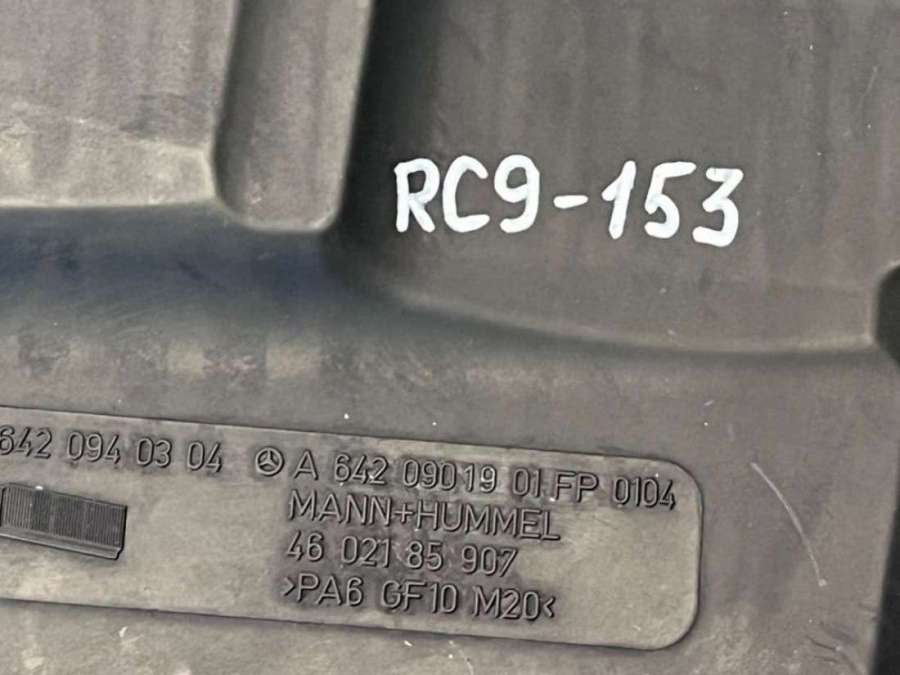 RC9-153
642 094 03 04 A 642 090 19 01 FP 0104
MANN+HUMMEL
46 021 85 907
>PA6 GF10 M20<